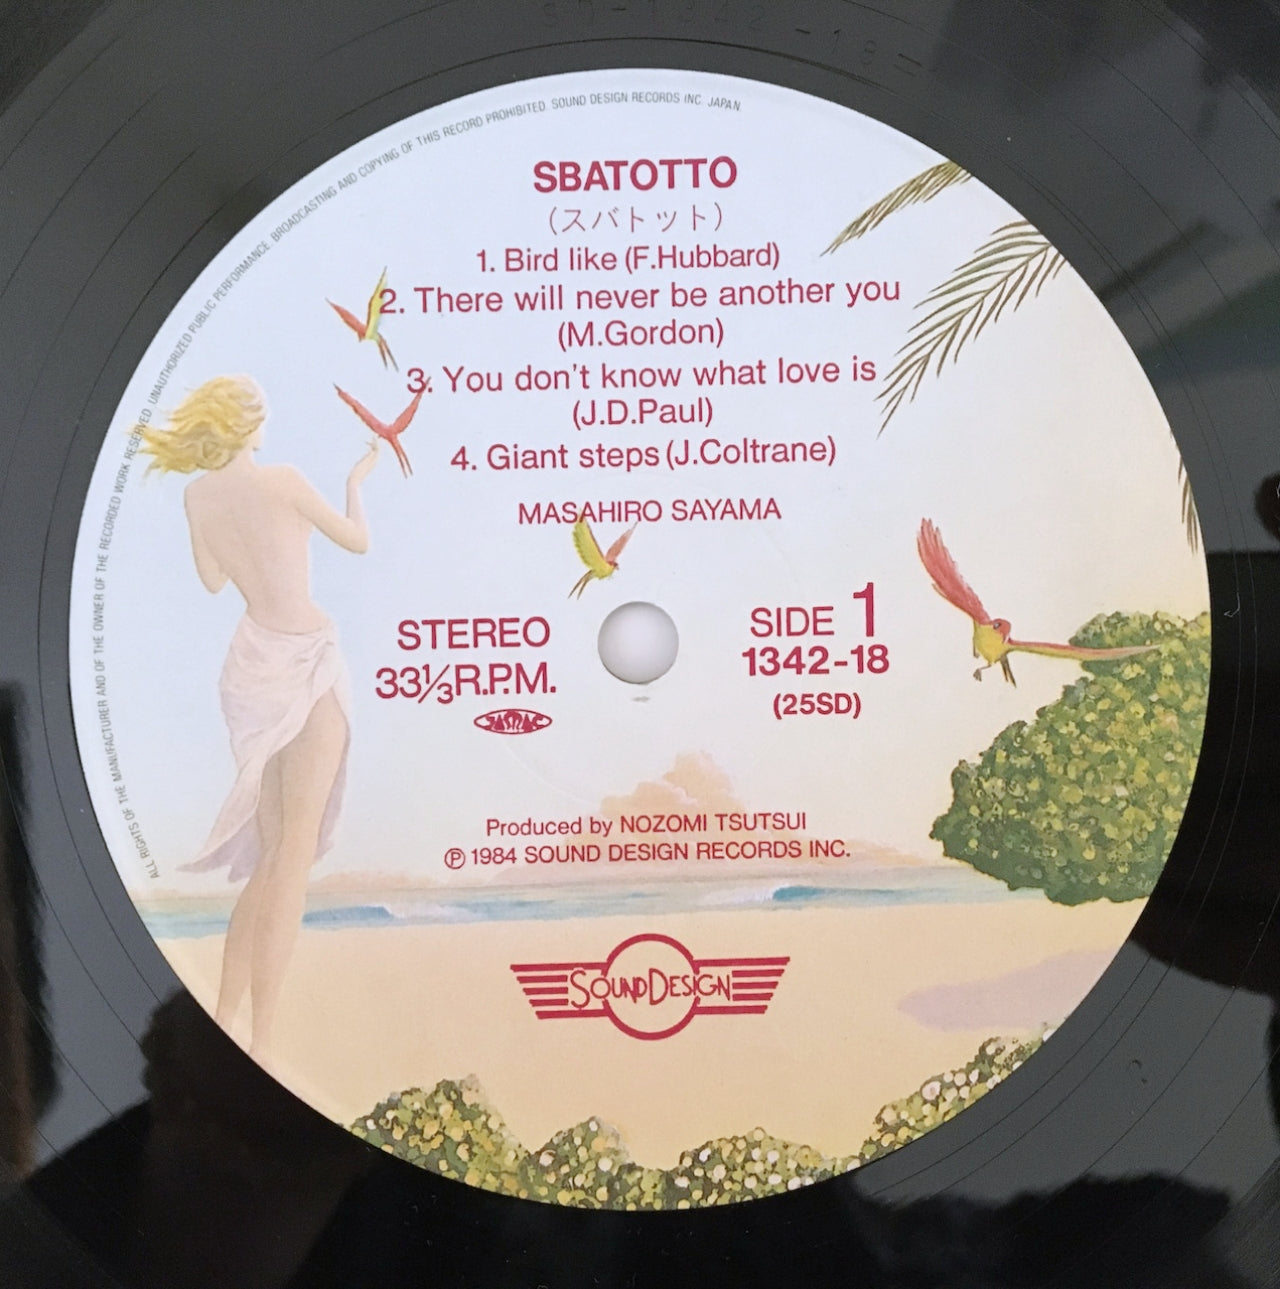 SD-1342-18=
ALL RIGHTS OF THE MANUFACTURER AND OF THE OWNER OF THE RECORDED WORK RESERVED. UNAUTHORIZED PUBLIC PERFORMANCE. BROADCASTING AND COPYING OF THIS RECORD PROHIBITED. SOUND DESIGN RECORDS INC. JAPAN
SBATOTTO
(スバトット)
1. Bird like (F.Hubbard)
2. There will never be another you
(M.Gordon)
3. You don't know what love is
(J.D.Paul)
4. Giant steps (J.Coltrane)
MASAHIRO SAYAMA
STEREO
33⅓R.P.M.
JASRAC
SIDE 1
1342-18
(25SD)
Produced by NOZOMI TSUTSUI
Ⓟ 1984 SOUND DESIGN RECORDS INC.
SOUND DESIGN